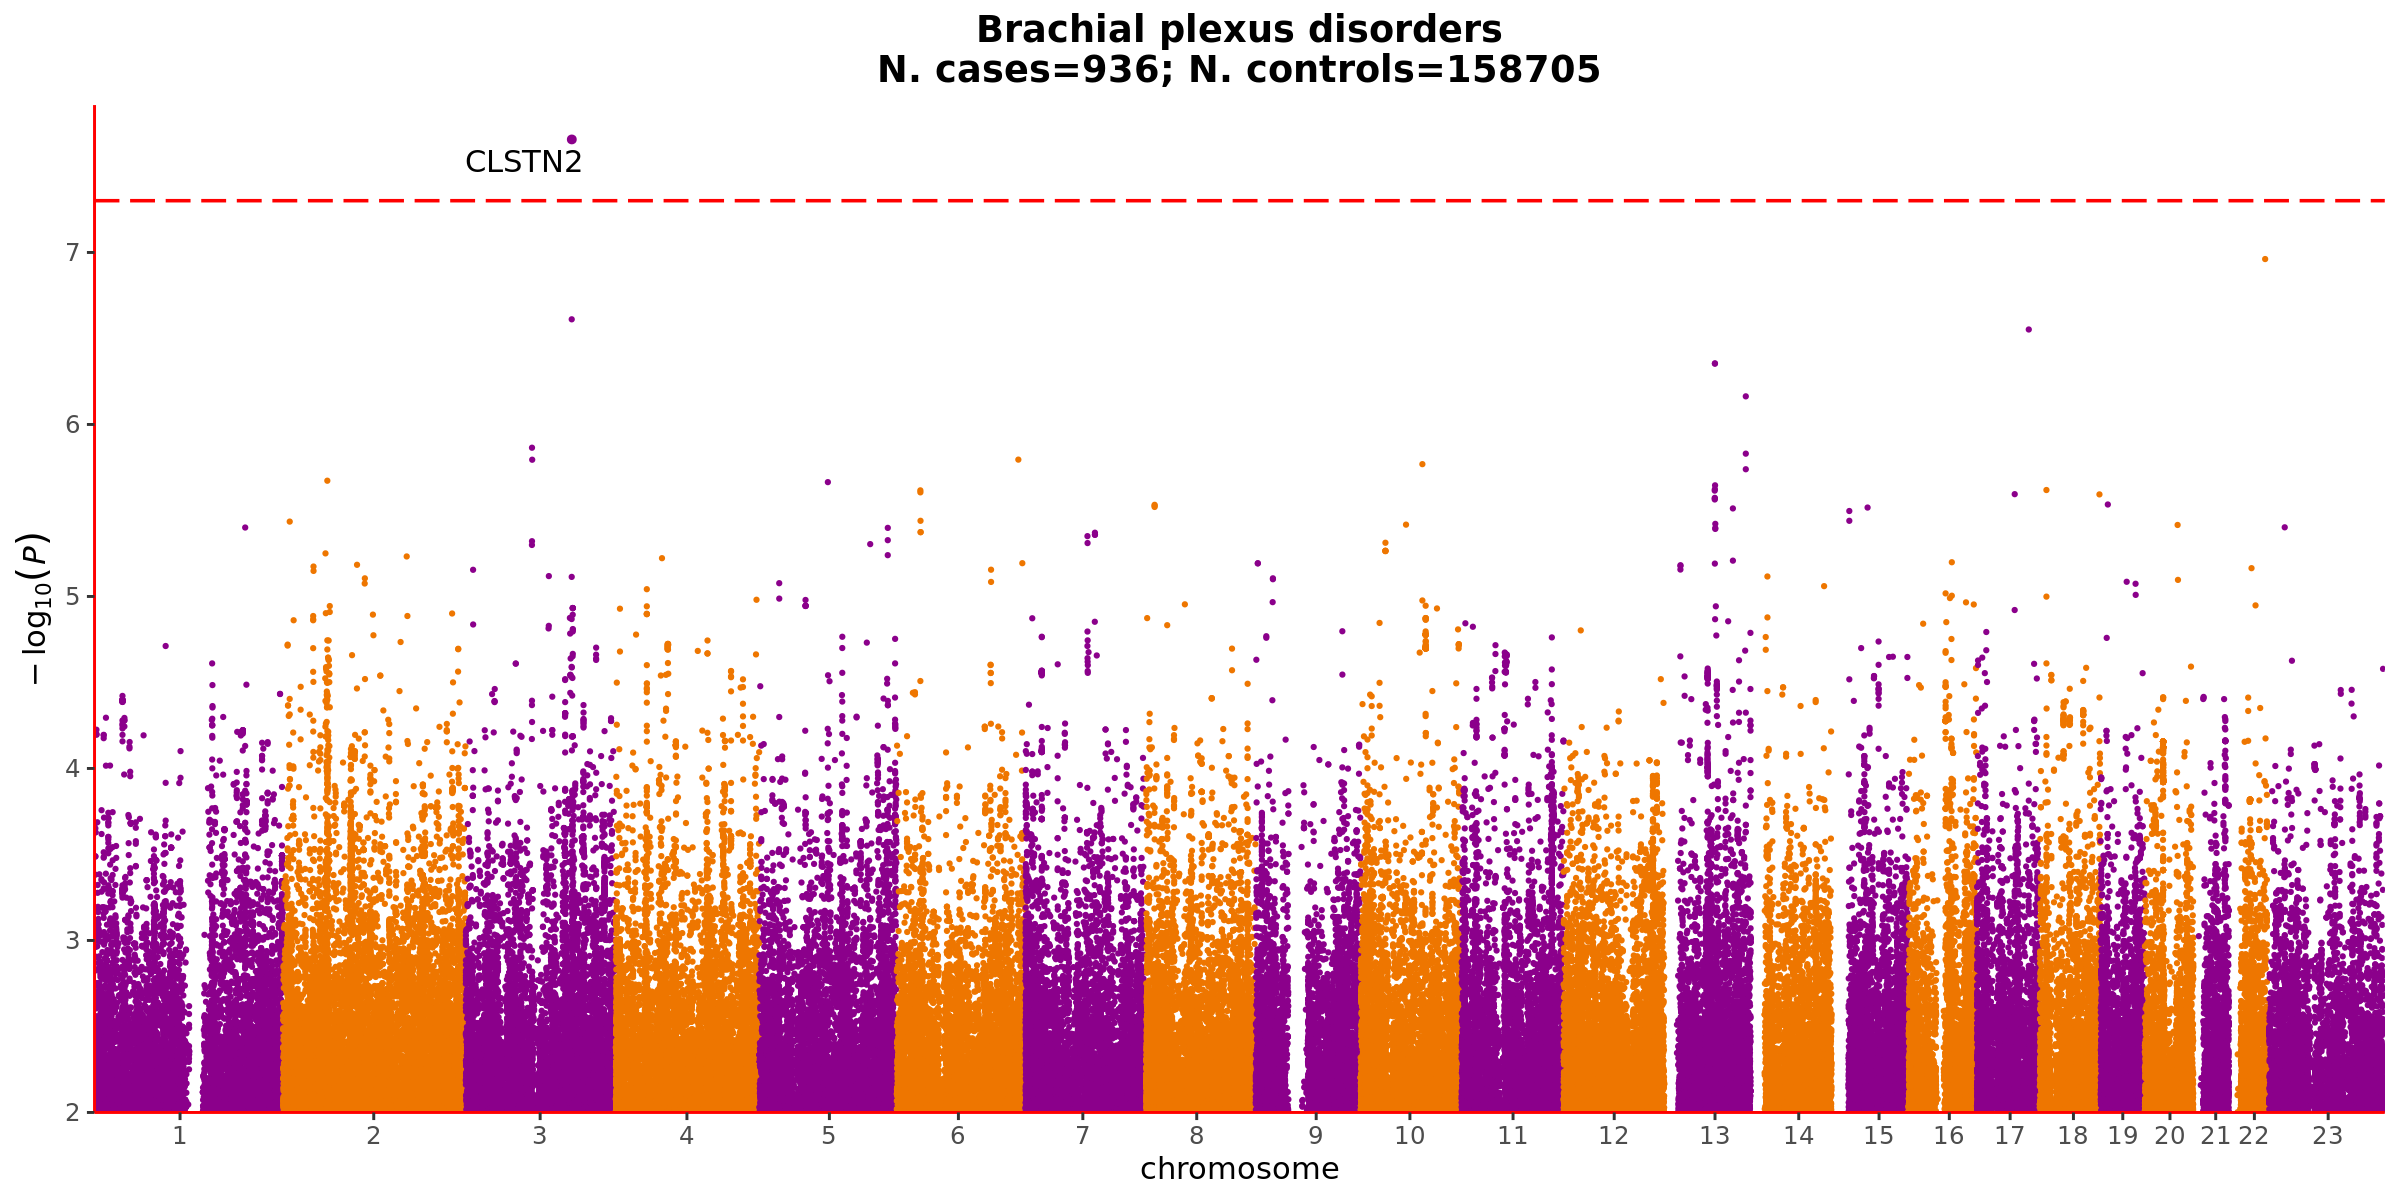 Brachial plexus disorders
N. cases=936; N. controls=158705
CLSTN2
7
6
5
4
3
2
−log10(P)
1 2 3 4 5 6 7 8 9 10 11 12 13 14 15 16 17 18 19 20 21 22 23
chromosome